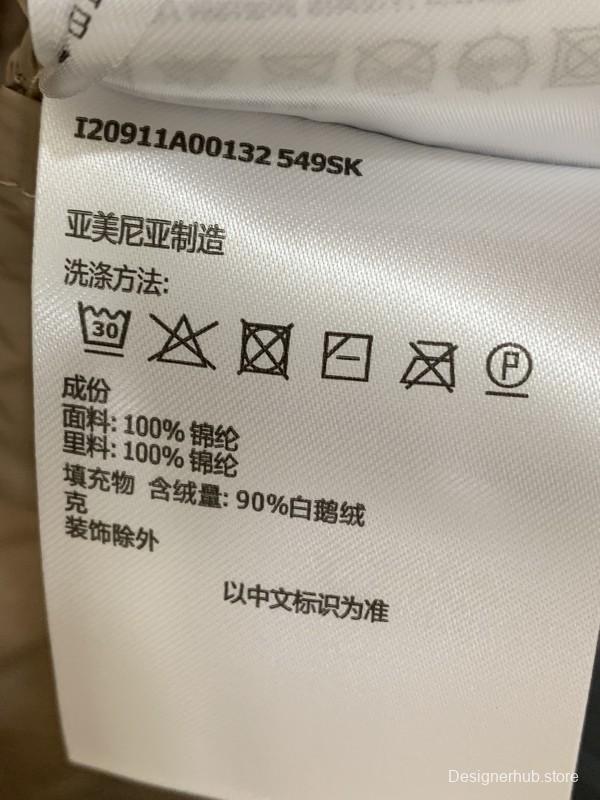 I20911A00132 549SK
亚美尼亚制造
洗涤方法:
30
P
成份
面料: 100% 锦纶
里料: 100% 锦纶
填充物 含绒量: 90%白鹅绒
克
装饰除外
以中文标识为准
Designerhub.store